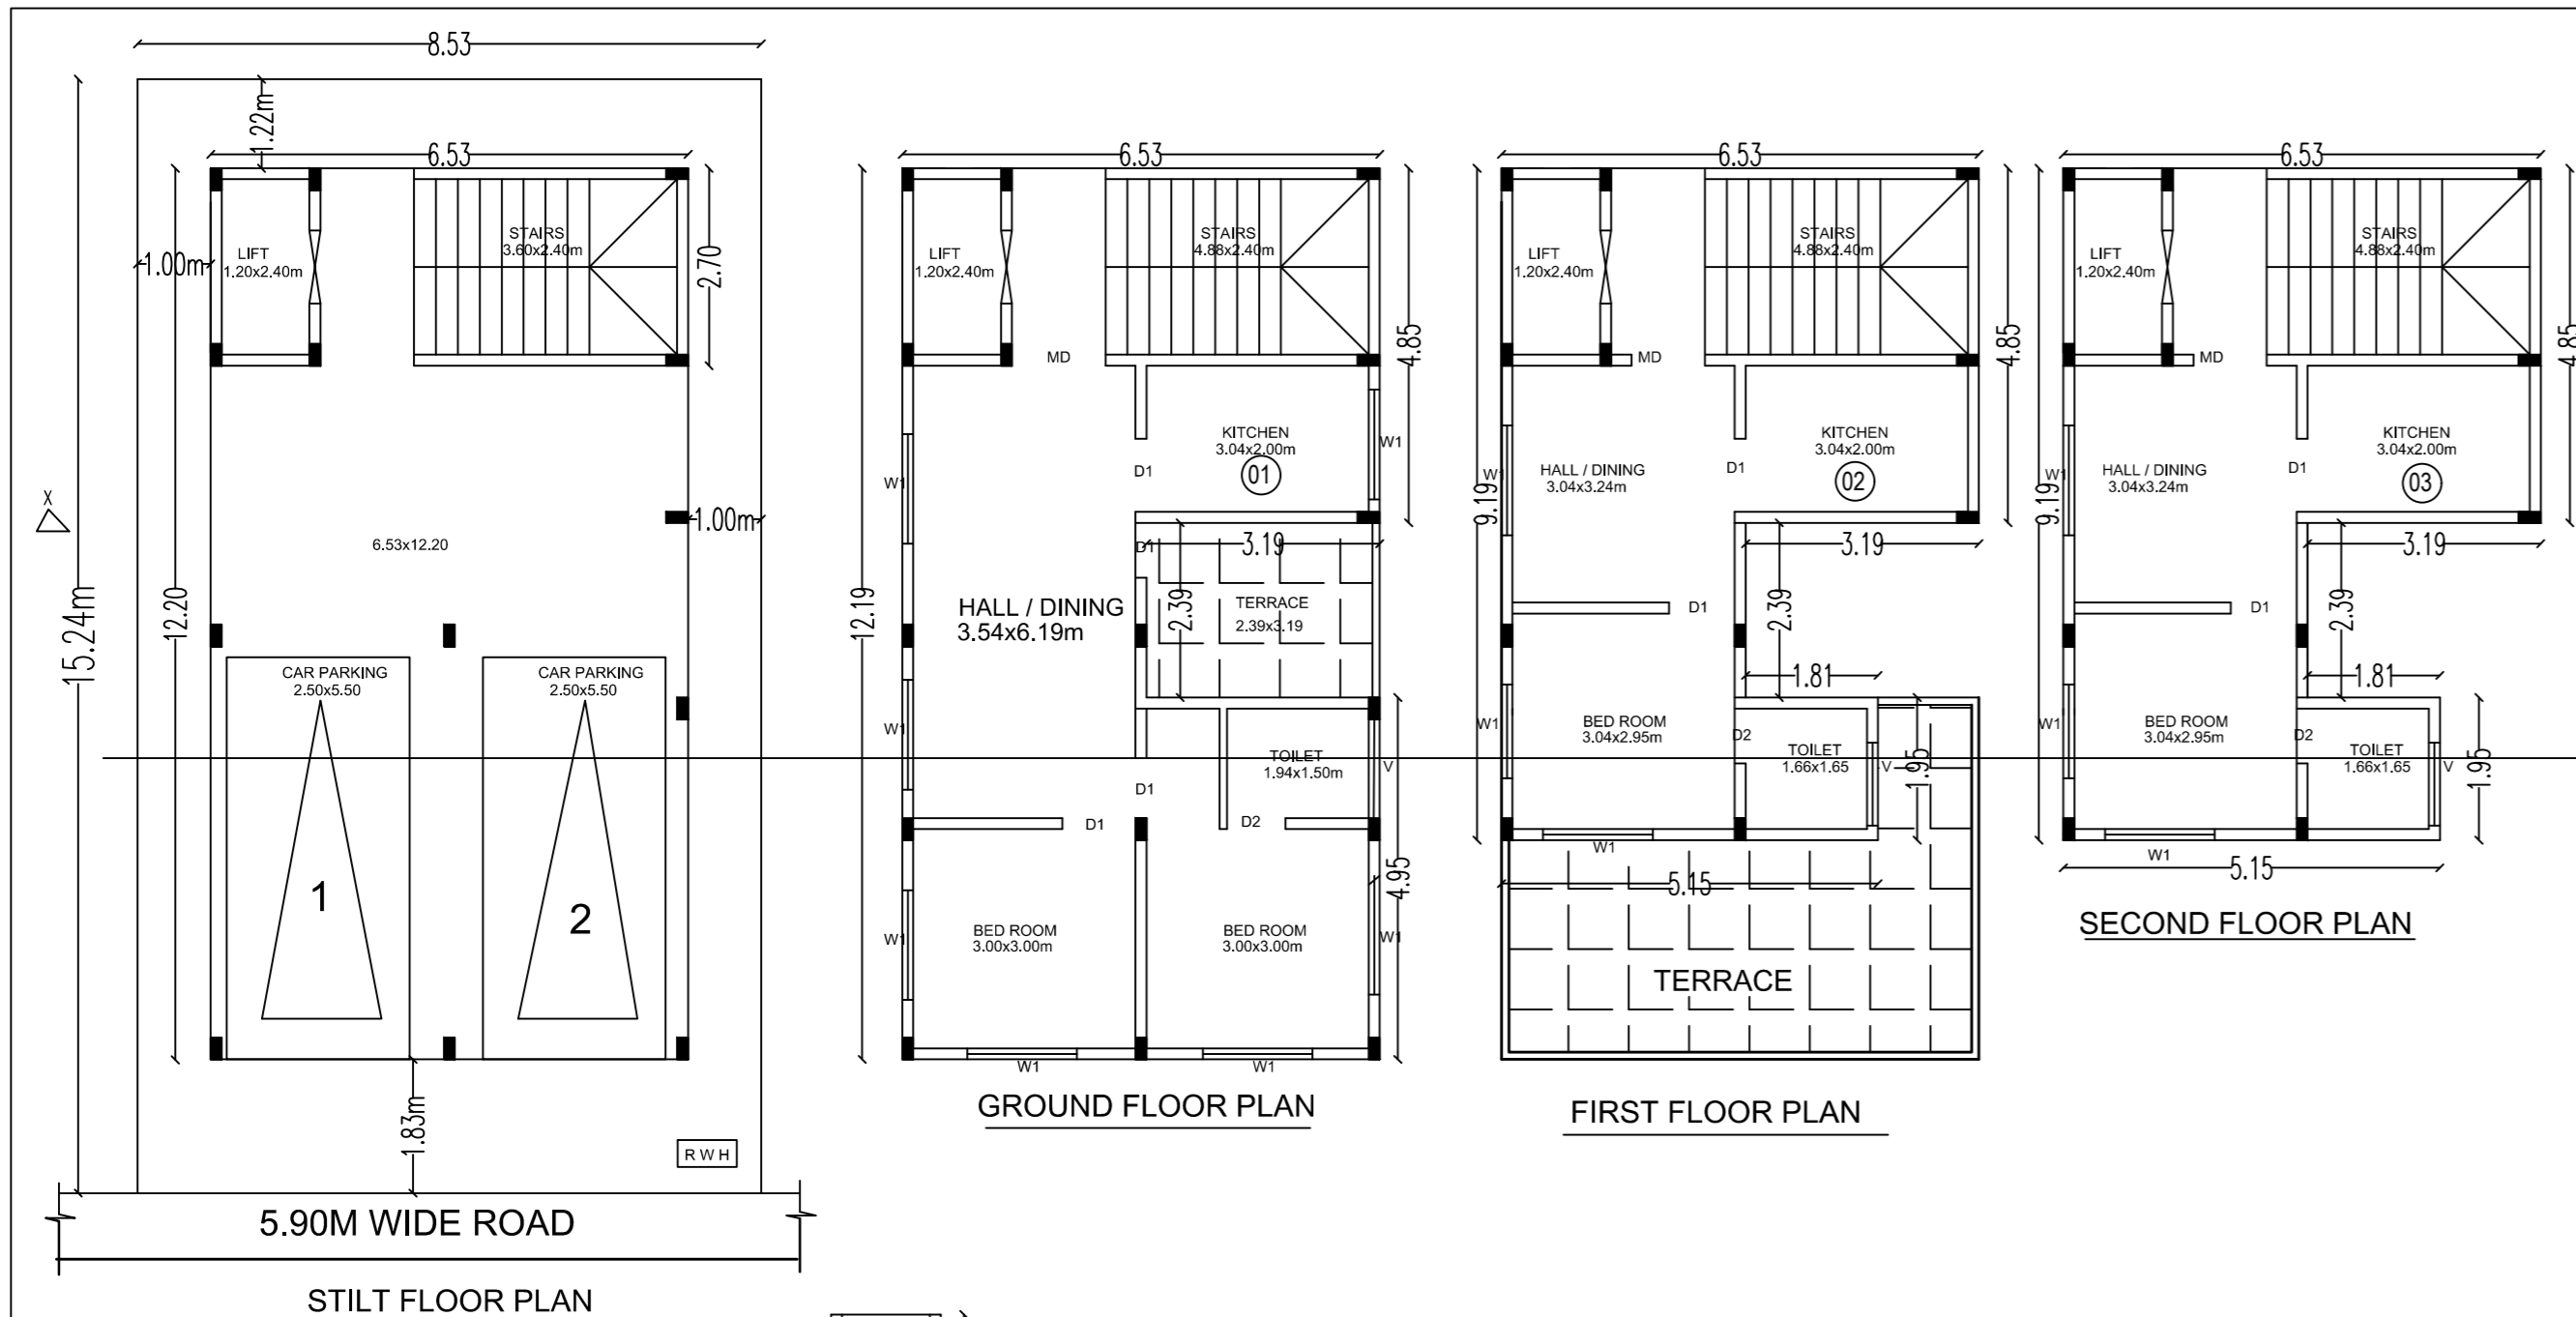 8.53
1.22m
6.53
LIFT
1.20x2.40m
STAIRS
3.60x2.40m
1.00m
2.70
X
1.00m
6.53x12.20
15.24m
12.20
CAR PARKING
2.50x5.50
CAR PARKING
2.50x5.50
1
2
1.83m
R W H
5.90M WIDE ROAD
STILT FLOOR PLAN
6.53
LIFT
1.20x2.40m
STAIRS
4.88x2.40m
MD
4.85
KITCHEN
3.04x2.00m
01
W1
W1
D1
D1
3.19
12.19
HALL / DINING
3.54x6.19m
2.39
TERRACE
2.39x3.19
W1
TOILET
1.94x1.50m
V
D1
D1
D2
4.95
BED ROOM
3.00x3.00m
BED ROOM
3.00x3.00m
W1
W1
W1
W1
GROUND FLOOR PLAN
6.53
LIFT
1.20x2.40m
STAIRS
4.88x2.40m
MD
4.85
KITCHEN
3.04x2.00m
02
HALL / DINING
3.04x3.24m
D1
W1
9.19
3.19
D1
2.39
1.81
BED ROOM
3.04x2.95m
W1
D2
TOILET
1.66x1.65
V
1.95
W1
5.15
TERRACE
FIRST FLOOR PLAN
6.53
LIFT
1.20x2.40m
STAIRS
4.88x2.40m
MD
4.85
KITCHEN
3.04x2.00m
03
HALL / DINING
3.04x3.24m
D1
W1
9.19
3.19
D1
2.39
1.81
BED ROOM
3.04x2.95m
W1
D2
TOILET
1.66x1.65
V
1.95
W1
5.15
SECOND FLOOR PLAN